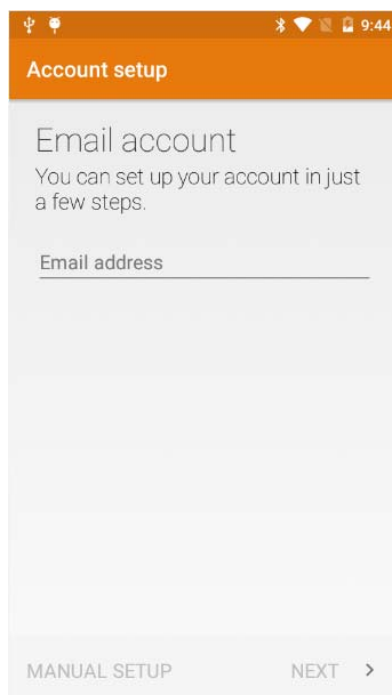 9:44
Account setup
Email account
You can set up your account in just
a few steps.
Email address
MANUAL SETUP NEXT